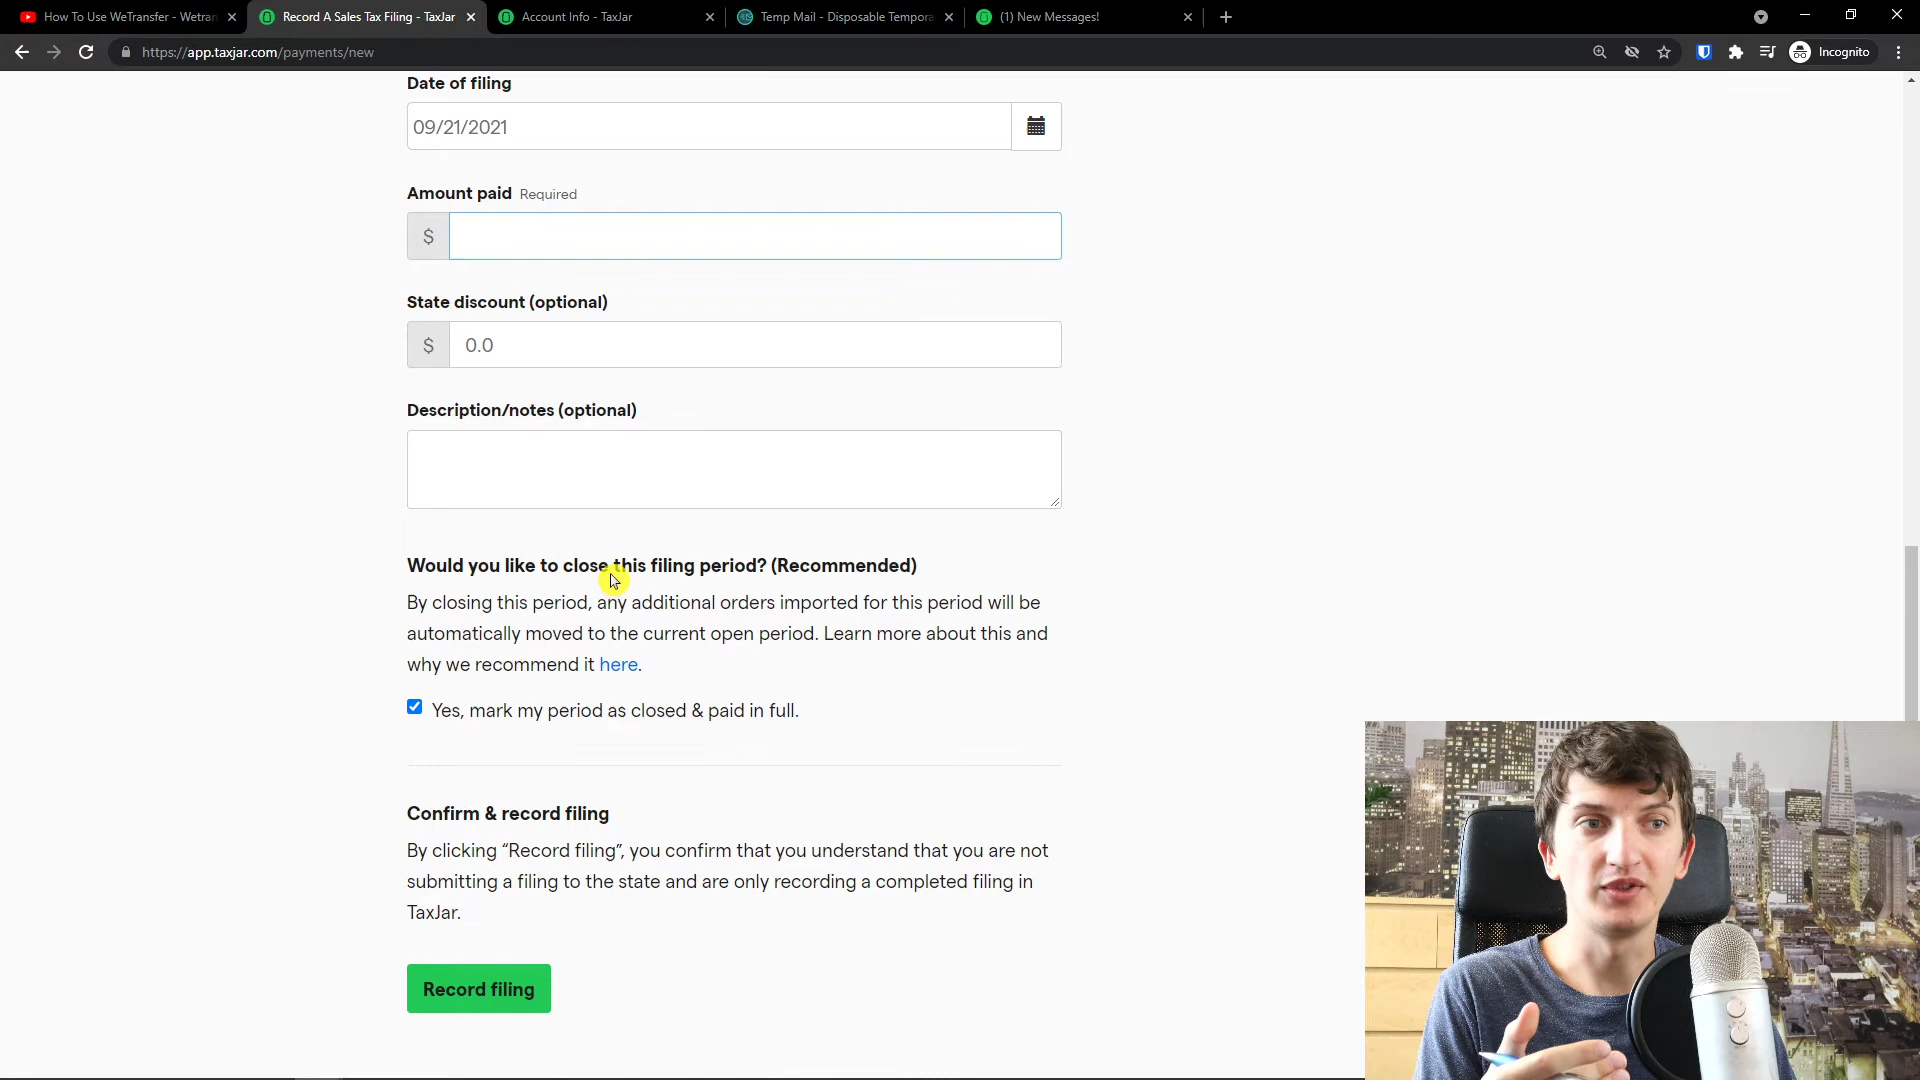 How To Use WeTransfer - Wetran
Record A Sales Tax Filing - TaxJar
Account Info - TaxJar
Temp Mail - Disposable Tempora
(1) New Messages!
https://app.taxjar.com/payments/new
Incognito
Date of filing
09/21/2021
Amount paid Required
$
State discount (optional)
$ 0.0
Description/notes (optional)
Would you like to close this filing period? (Recommended)
By closing this period, any additional orders imported for this period will be
automatically moved to the current open period. Learn more about this and
why we recommend it here.
Yes, mark my period as closed & paid in full.
Confirm & record filing
By clicking “Record filing”, you confirm that you understand that you are not
submitting a filing to the state and are only recording a completed filing in
TaxJar.
Record filing